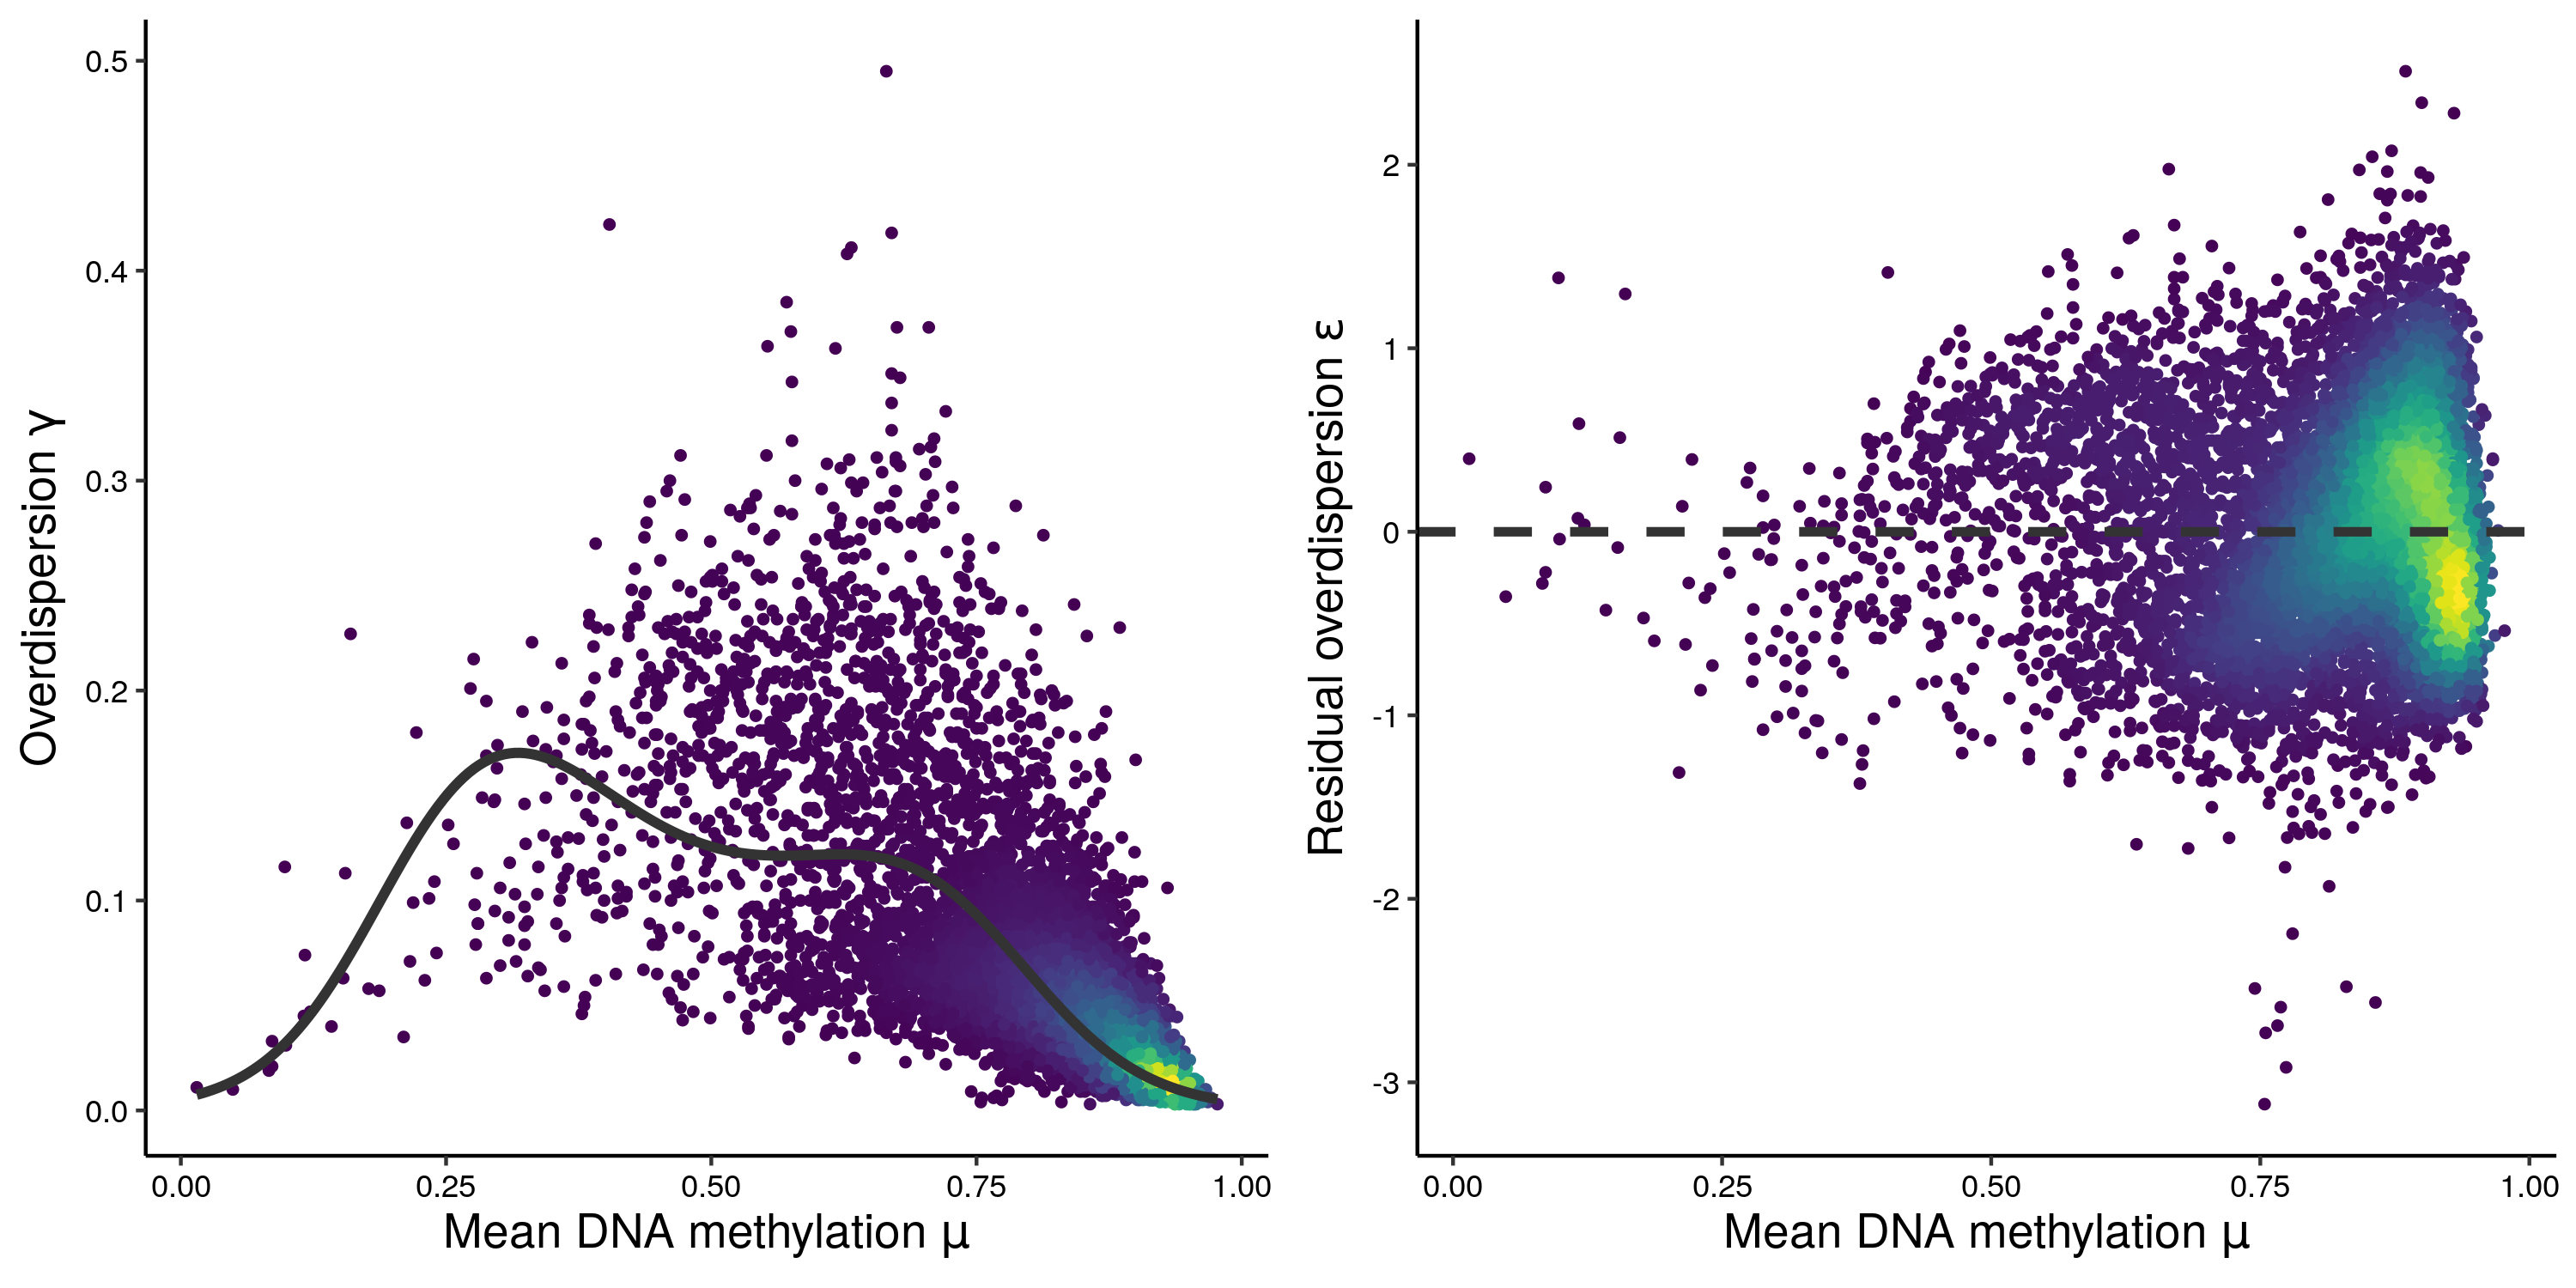 Overdispersion γ
0.5
0.4
0.3
0.2
0.1
0.0
0.00 0.25 0.50 0.75 1.00
Mean DNA methylation μ
Residual overdispersion ε
2
1
0
-1
-2
-3
0.00 0.25 0.50 0.75 1.00
Mean DNA methylation μ